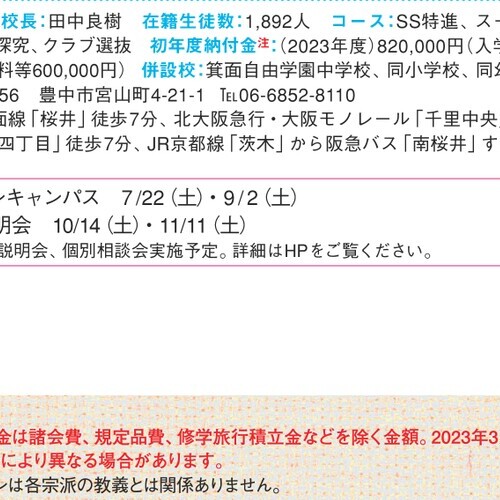 校長：田中良樹　在籍生徒数：1,892人　コース：SS特進、スー
探究、クラブ選抜　初年度納付金注：（2023年度）820,000円（入学
料等600,000円）　併設校：箕面自由学園中学校、同小学校、同幼
56　豊中市宮山町4-21-1　℡06-6852-8110
面線「桜井」徒歩7分、北大阪急行・大阪モノレール「千里中央」
四丁目」徒歩7分、JR京都線「茨木」から阪急バス「南桜井」す
ンキャンパス　7/22（土）・9/2（土）
明会　10/14（土）・11/11（土）
説明会、個別相談会実施予定。詳細はHPをご覧ください。
金は諸会費、規定品費、修学旅行積立金などを除く金額。2023年3
により異なる場合があります。
は各宗派の教義とは関係ありません。